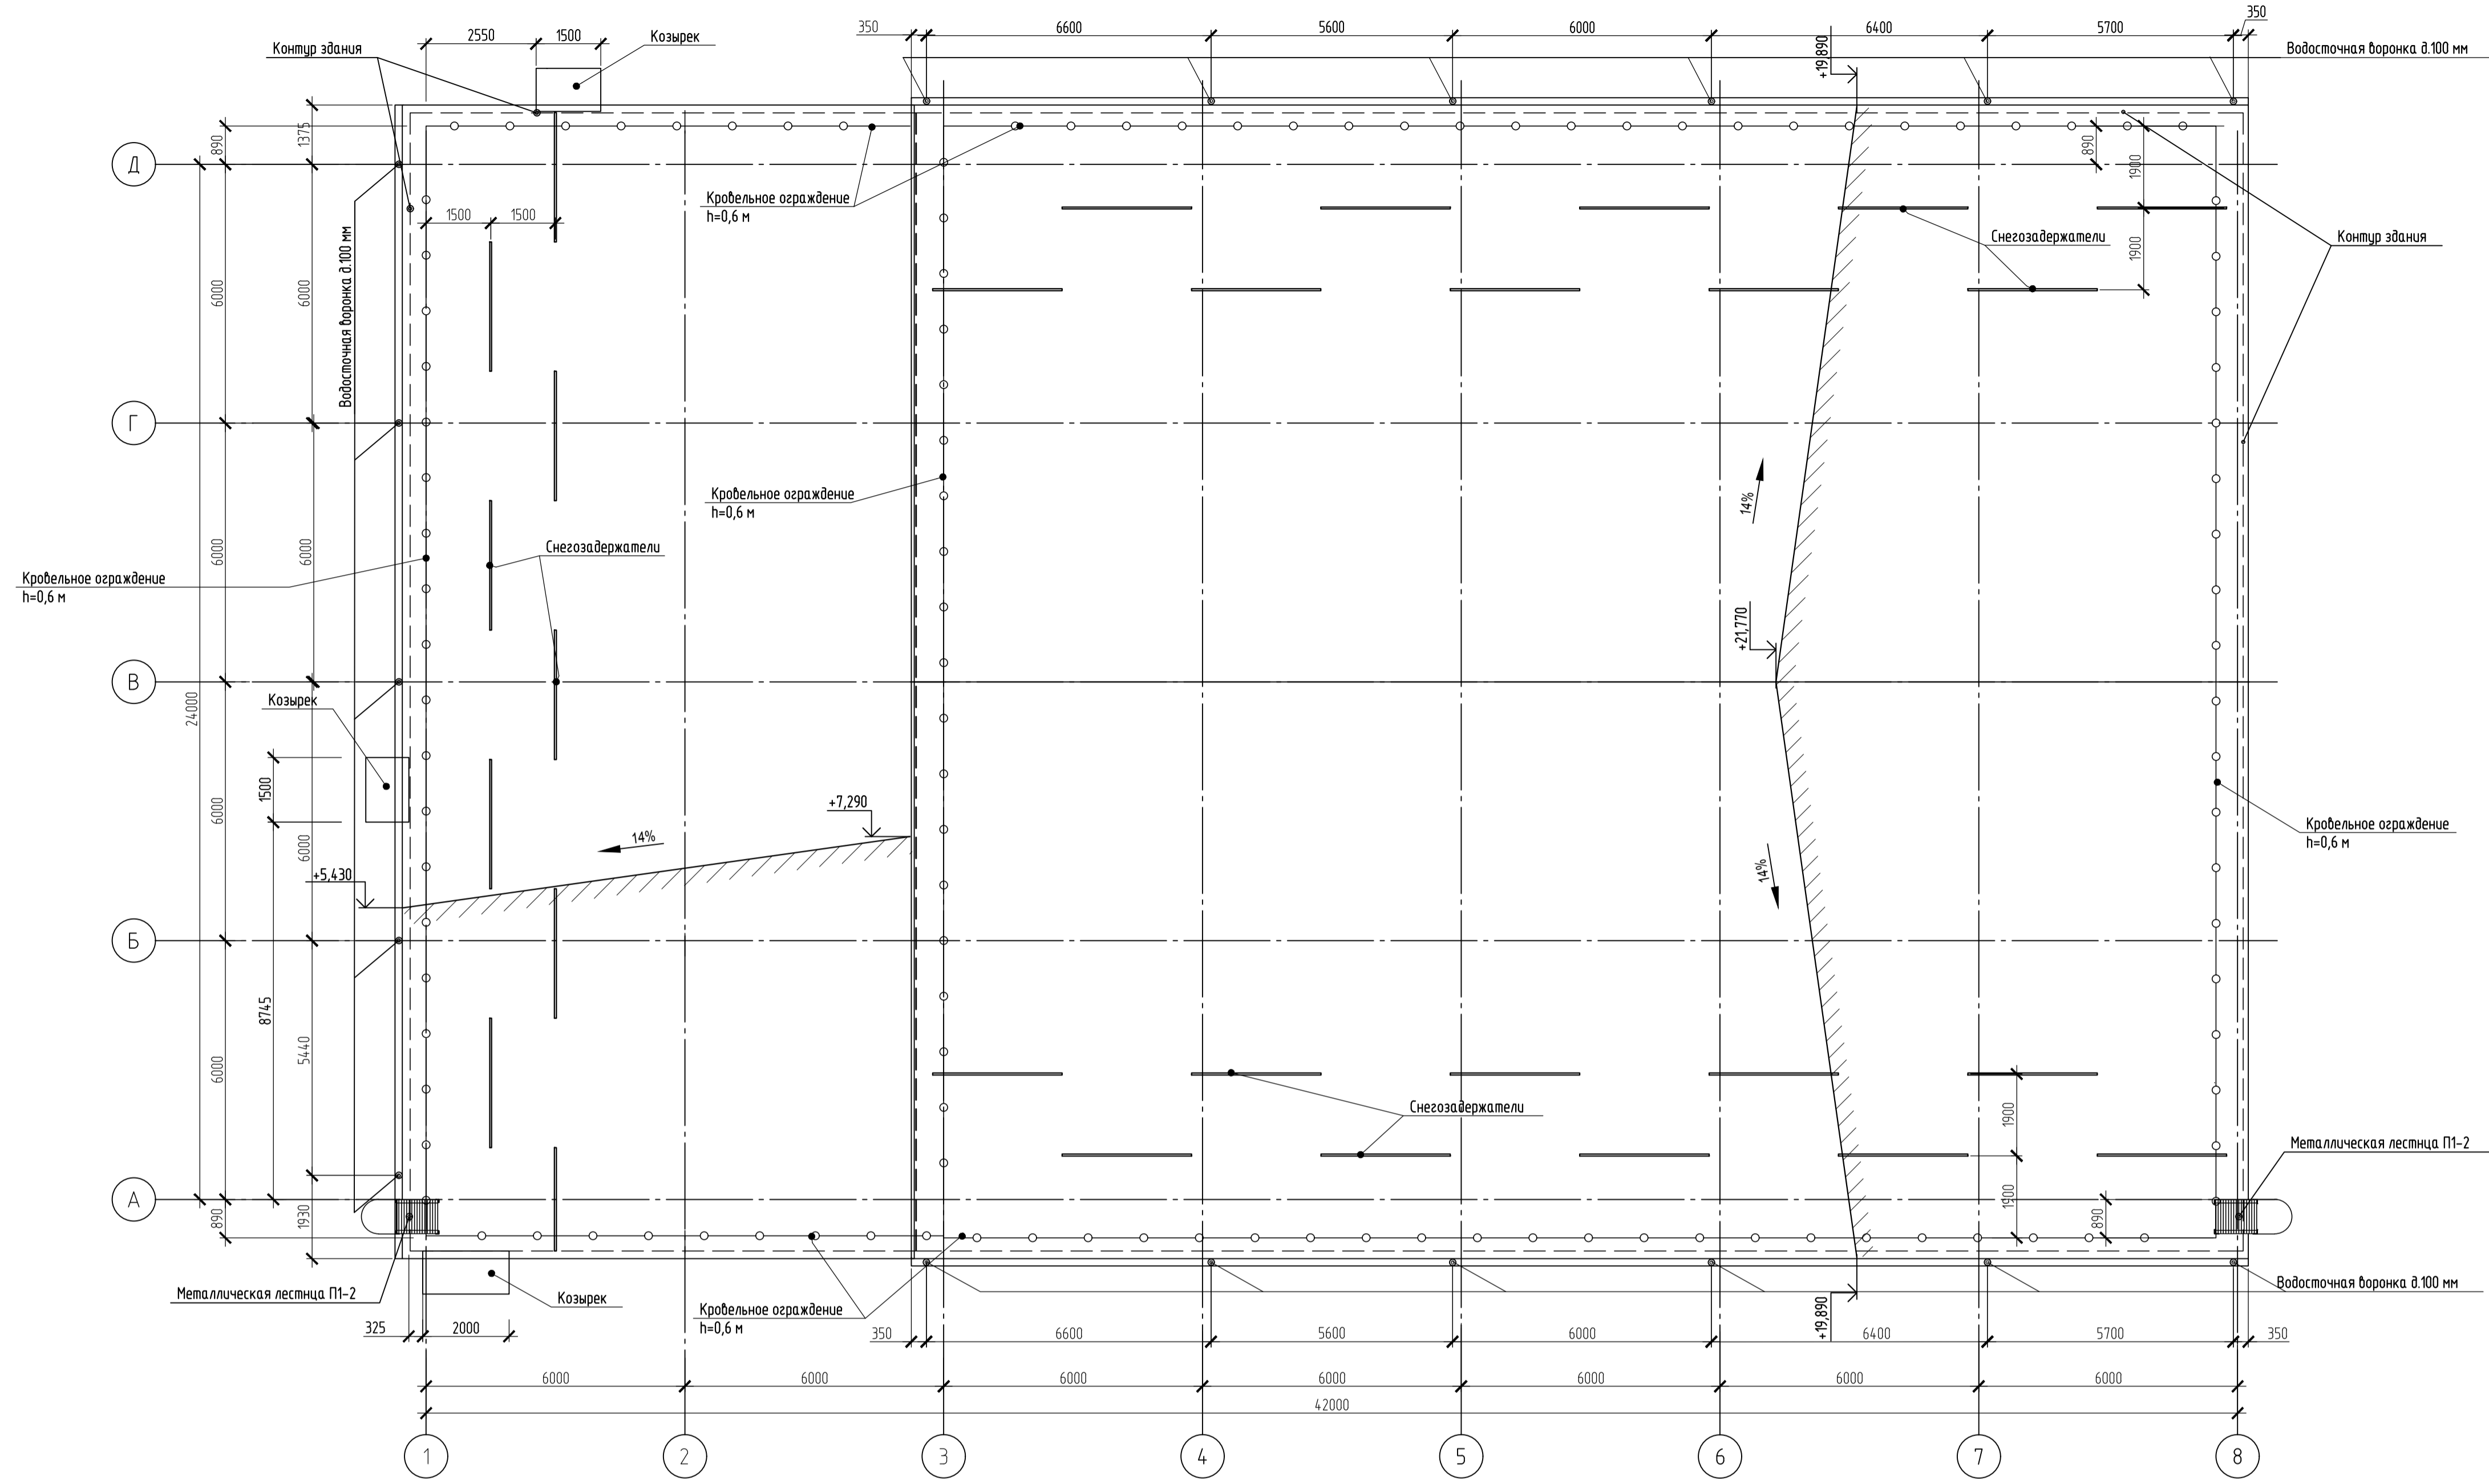 350
6600
5600
6000
6400
5700
350
2550
1500
Козырек
Контур здания
Водосточная воронка д.100 мм
+19,890
1375
890
890
1900
Д
Кровельное ограждение
h=0,6 м
1500
1500
Снегозадержатели
Контур здания
1900
Водосточная воронка д.100 мм
6000
6000
Г
Кровельное ограждение
h=0,6 м
14%
Снегозадержатели
6000
6000
Кровельное ограждение
h=0,6 м
+21,770
В
24000
Козырек
1500
6000
6000
+7,290
14%
+5,430
14%
Кровельное ограждение
h=0,6 м
Б
8745
5440
6000
Снегозадержатели
1900
Металлическая лестнца П1-2
А
890
1930
1900
890
Металлическая лестнца П1-2
Козырек
Кровельное ограждение
h=0,6 м
Водосточная воронка д.100 мм
+19,890
325
2000
350
6600
5600
6000
6400
5700
350
6000
6000
6000
6000
6000
6000
6000
42000
1
2
3
4
5
6
7
8